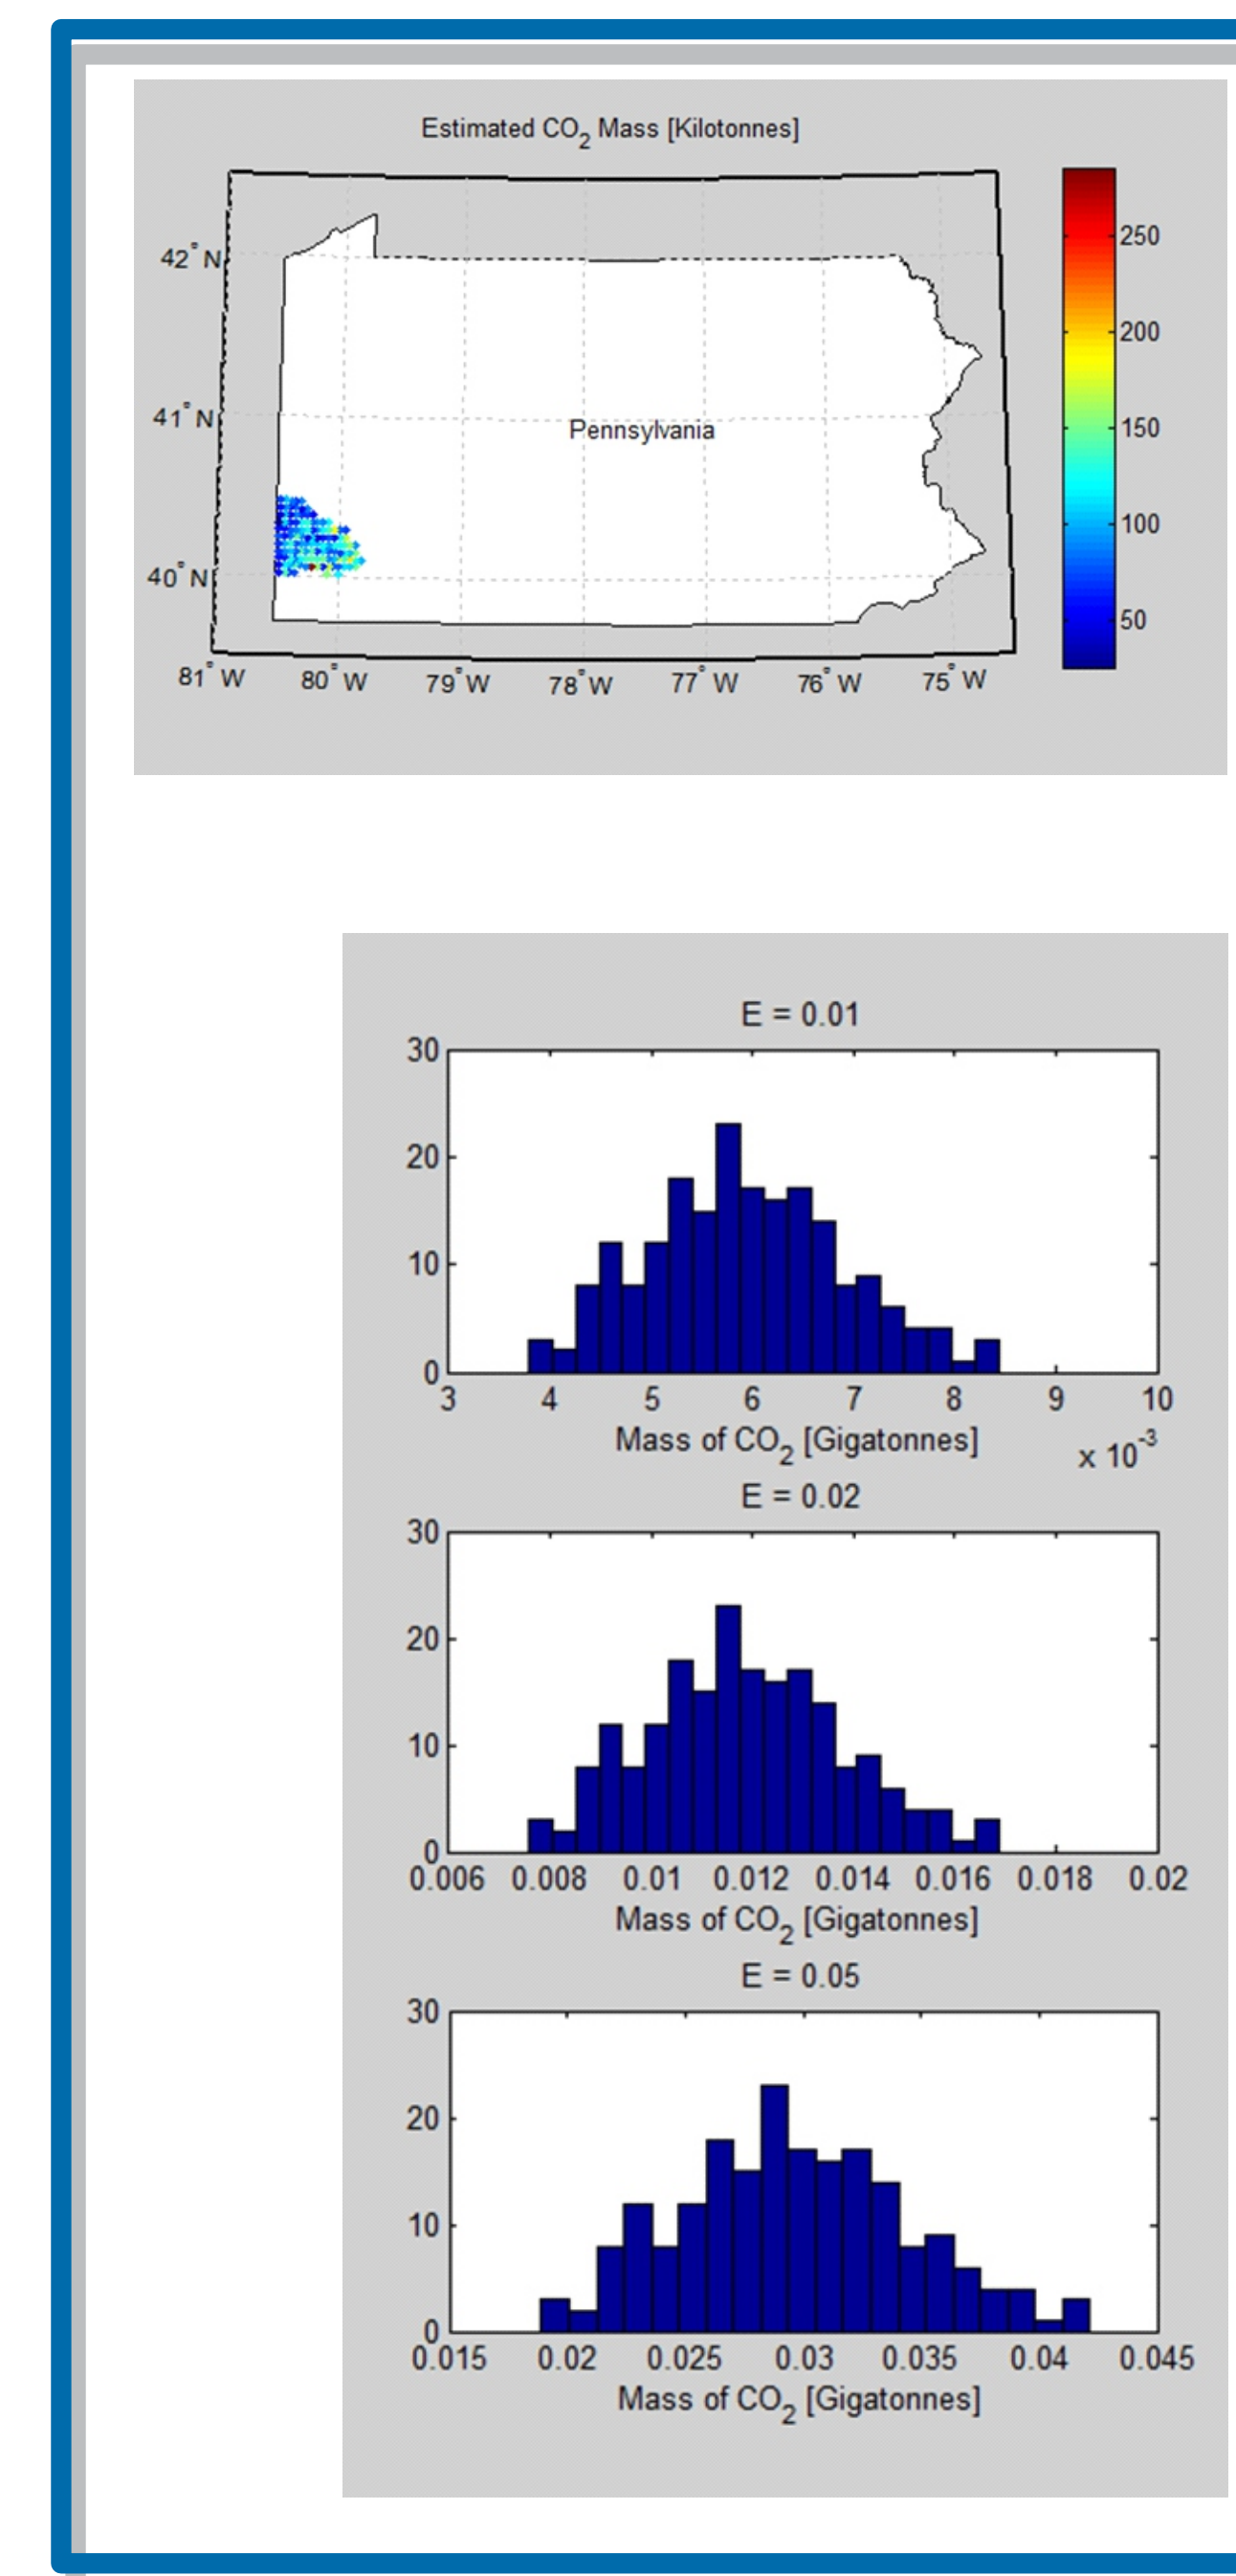 Estimated CO2 Mass [Kilotonnes]
42°N
41°N
40°N
Pennsylvania
81°W 80°W 79°W 78°W 77°W 76°W 75°W
250
200
150
100
50
E = 0.01
30
20
10
0
3 4 5 6 7 8 9 10
Mass of CO2 [Gigatonnes]
x 10-3
E = 0.02
30
20
10
0
0.006 0.008 0.01 0.012 0.014 0.016 0.018 0.02
Mass of CO2 [Gigatonnes]
E = 0.05
30
20
10
0
0.015 0.02 0.025 0.03 0.035 0.04 0.045
Mass of CO2 [Gigatonnes]